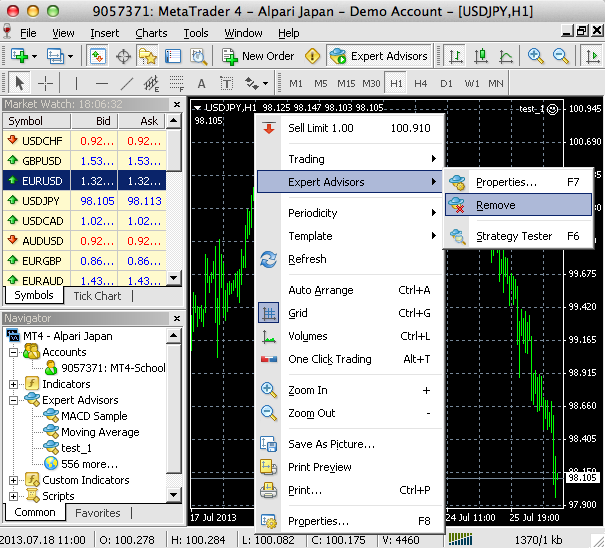 9057371: MetaTrader 4 - Alpari Japan - Demo Account - [USDJPY,H1]
File View Insert Charts Tools Window Help
New Order Expert Advisors
A T M1 M5 M15 M30 H1 H4 D1 W1 MN
Market Watch: 18:06:32
Symbol Bid Ask
USDCHF 0.92... 0.92...
GBPUSD 1.53... 1.53...
EURUSD 1.32... 1.32...
USDJPY 98.105 98.113
USDCAD 1.02... 1.02...
AUDUSD 0.92... 0.92...
EURGBP 0.86... 0.86...
EURAUD 1.43... 1.43...
Symbols Tick Chart
Navigator
MT4 - Alpari Japan
Accounts
9057371: MT4-School
Indicators
Expert Advisors
MACD Sample
Moving Average
test_1
556 more...
Custom Indicators
Scripts
Common Favorites
USDJPY,H1 98.125 98.147 98.103 98.105
98.105
test_1
Sell Limit 1.00 100.910
Trading
Expert Advisors
Periodicity
Template
Refresh
Auto Arrange Ctrl+A
Grid Ctrl+G
Volumes Ctrl+L
One Click Trading Alt+T
Zoom In +
Zoom Out -
Save As Picture...
Print Preview
Print... Ctrl+P
Properties... F8
Properties... F7
Remove
Strategy Tester F6
100.945
99.675
99.295
98.915
98.660
98.405
98.150
98.105
97.900
17 Jul 2013
24 Jul 11:00 25 Jul 19:00
2013.07.18 11:00 O: 100.278 H: 100.284 L: 100.082 C: 100.175 V: 4460 1370/1 kb